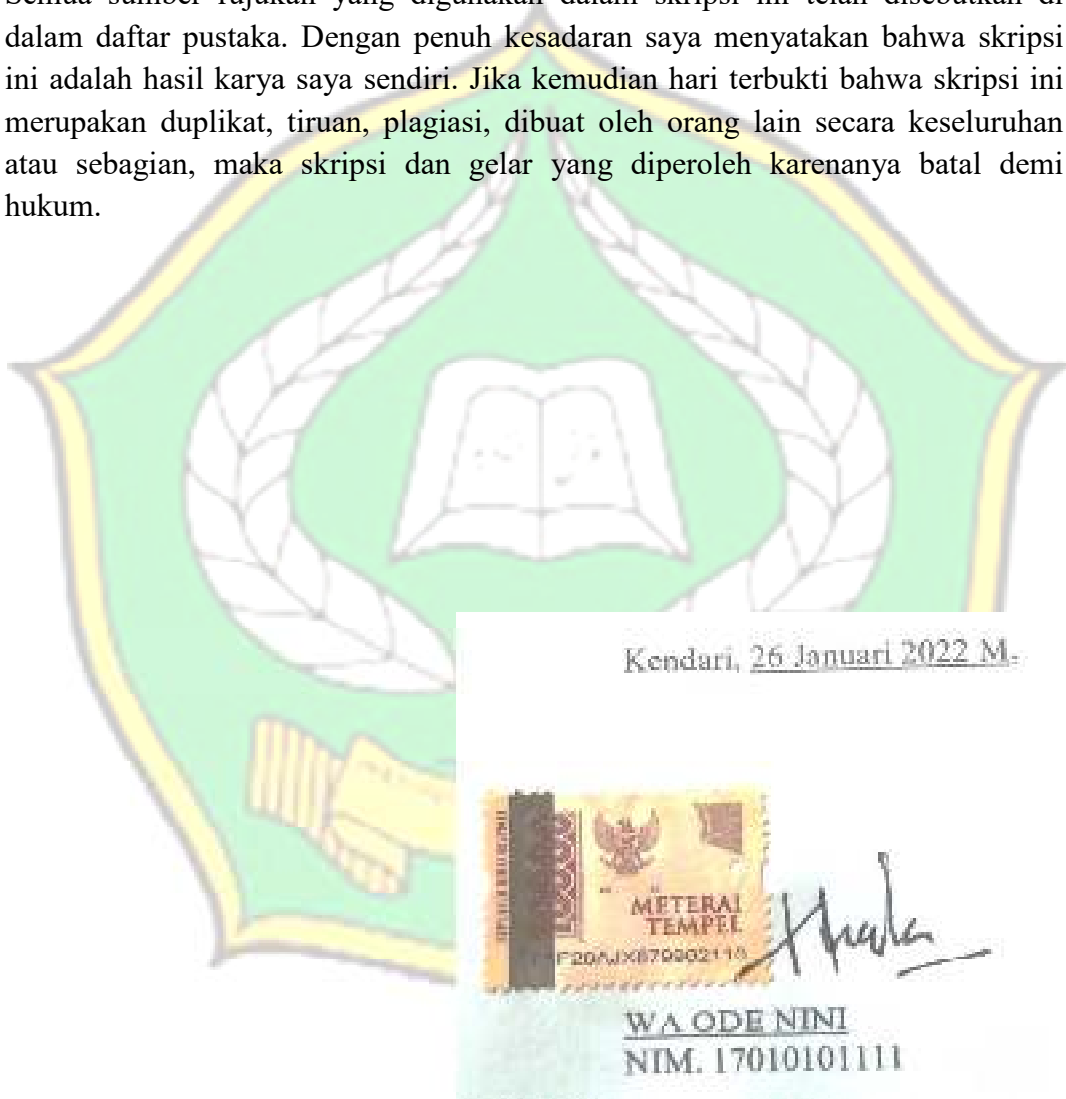 Semua sumber rujukan yang digunakan dalam skripsi ini telah disebutkan di
dalam daftar pustaka. Dengan penuh kesadaran saya menyatakan bahwa skripsi
ini adalah hasil karya saya sendiri. Jika kemudian hari terbukti bahwa skripsi ini
merupakan duplikat, tiruan, plagiasi, dibuat oleh orang lain secara keseluruhan
atau sebagian, maka skripsi dan gelar yang diperoleh karenanya batal demi
hukum.
Kendari, 26 Januari 2022 M.
10000
METERAI
TEMPEL
WA ODE NINI
NIM. 17010101111